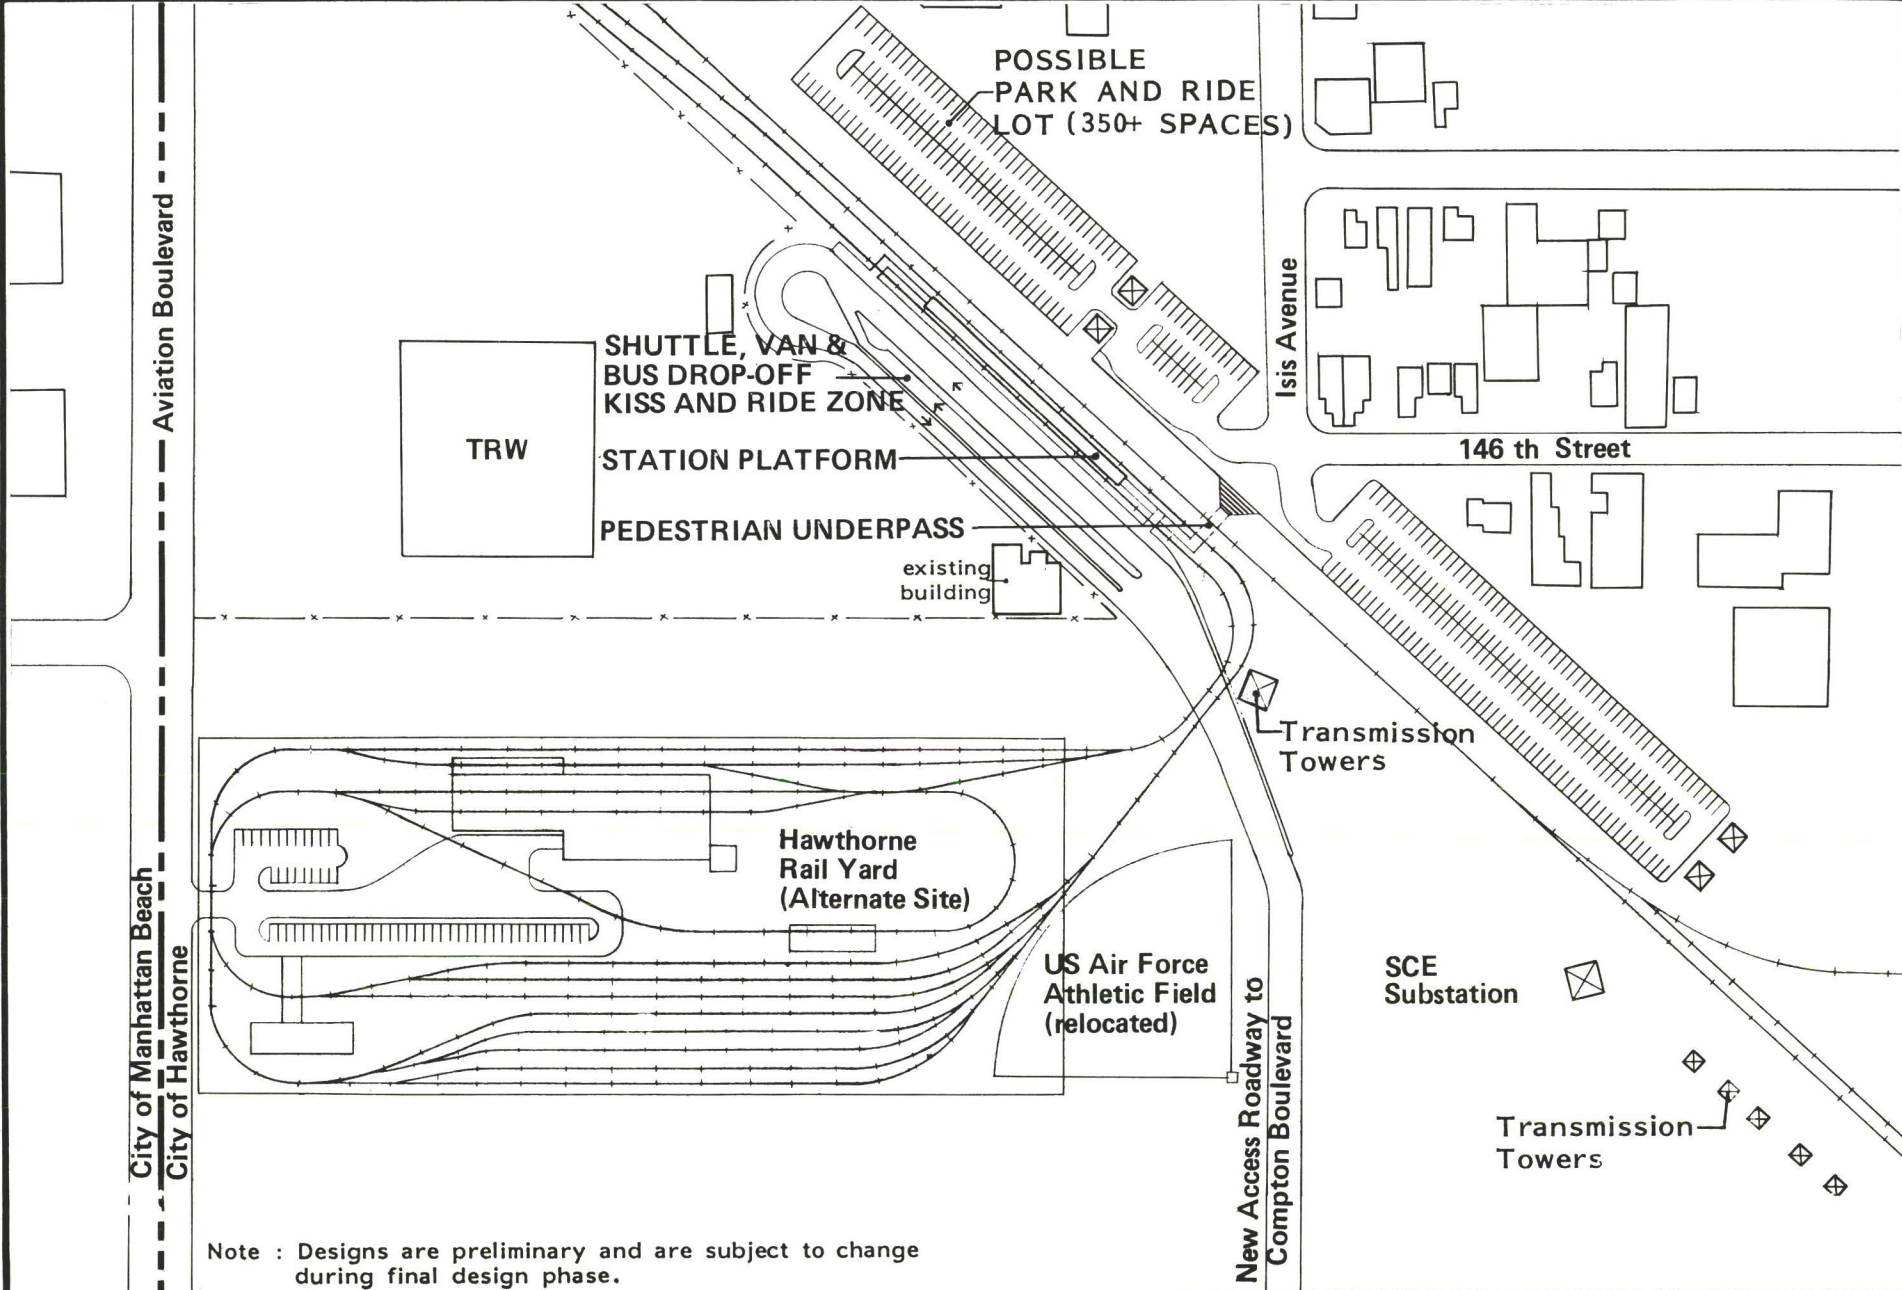 POSSIBLE
PARK AND RIDE
LOT (350+ SPACES)
Aviation Boulevard
Isis Avenue
SHUTTLE, VAN &
BUS DROP-OFF
KISS AND RIDE ZONE
TRW
STATION PLATFORM
146 th Street
PEDESTRIAN UNDERPASS
existing
building
Transmission
Towers
Hawthorne
Rail Yard
(Alternate Site)
City of Manhattan Beach
City of Hawthorne
US Air Force
Athletic Field
(relocated)
SCE
Substation
New Access Roadway to
Compton Boulevard
Transmission
Towers
Note : Designs are preliminary and are subject to change
during final design phase.